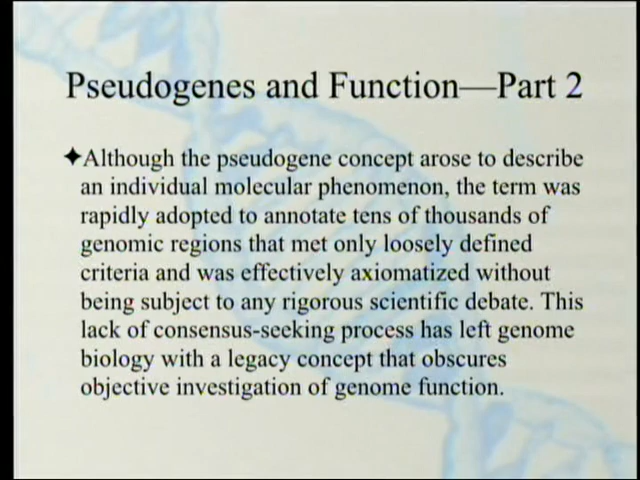 Pseudogenes and Function—Part 2
✦Although the pseudogene concept arose to describe
an individual molecular phenomenon, the term was
rapidly adopted to annotate tens of thousands of
genomic regions that met only loosely defined
criteria and was effectively axiomatized without
being subject to any rigorous scientific debate. This
lack of consensus-seeking process has left genome
biology with a legacy concept that obscures
objective investigation of genome function.